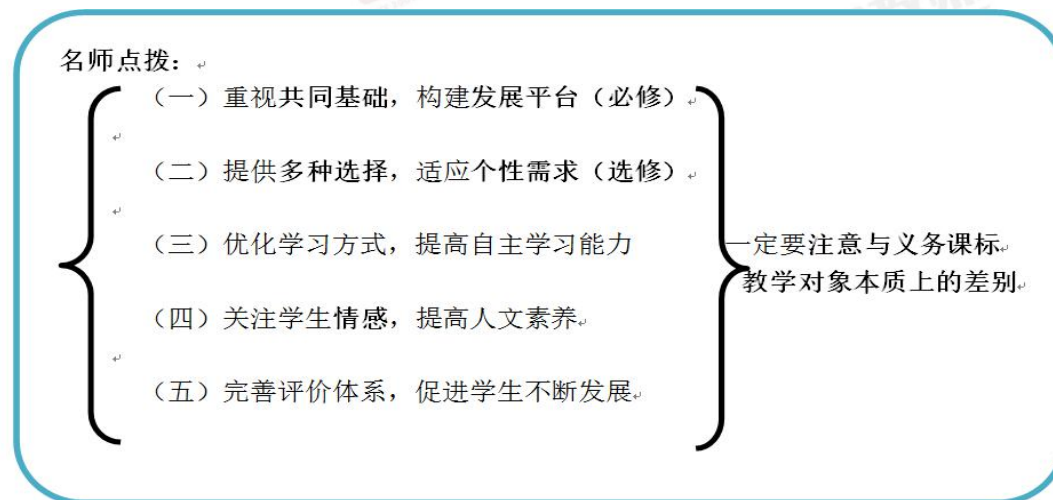 名师点拨：
（一）重视共同基础，构建发展平台（必修）
（二）提供多种选择，适应个性需求（选修）
（三）优化学习方式，提高自主学习能力
一定要注意与义务课标
教学对象本质上的差别
（四）关注学生情感，提高人文素养
（五）完善评价体系，促进学生不断发展